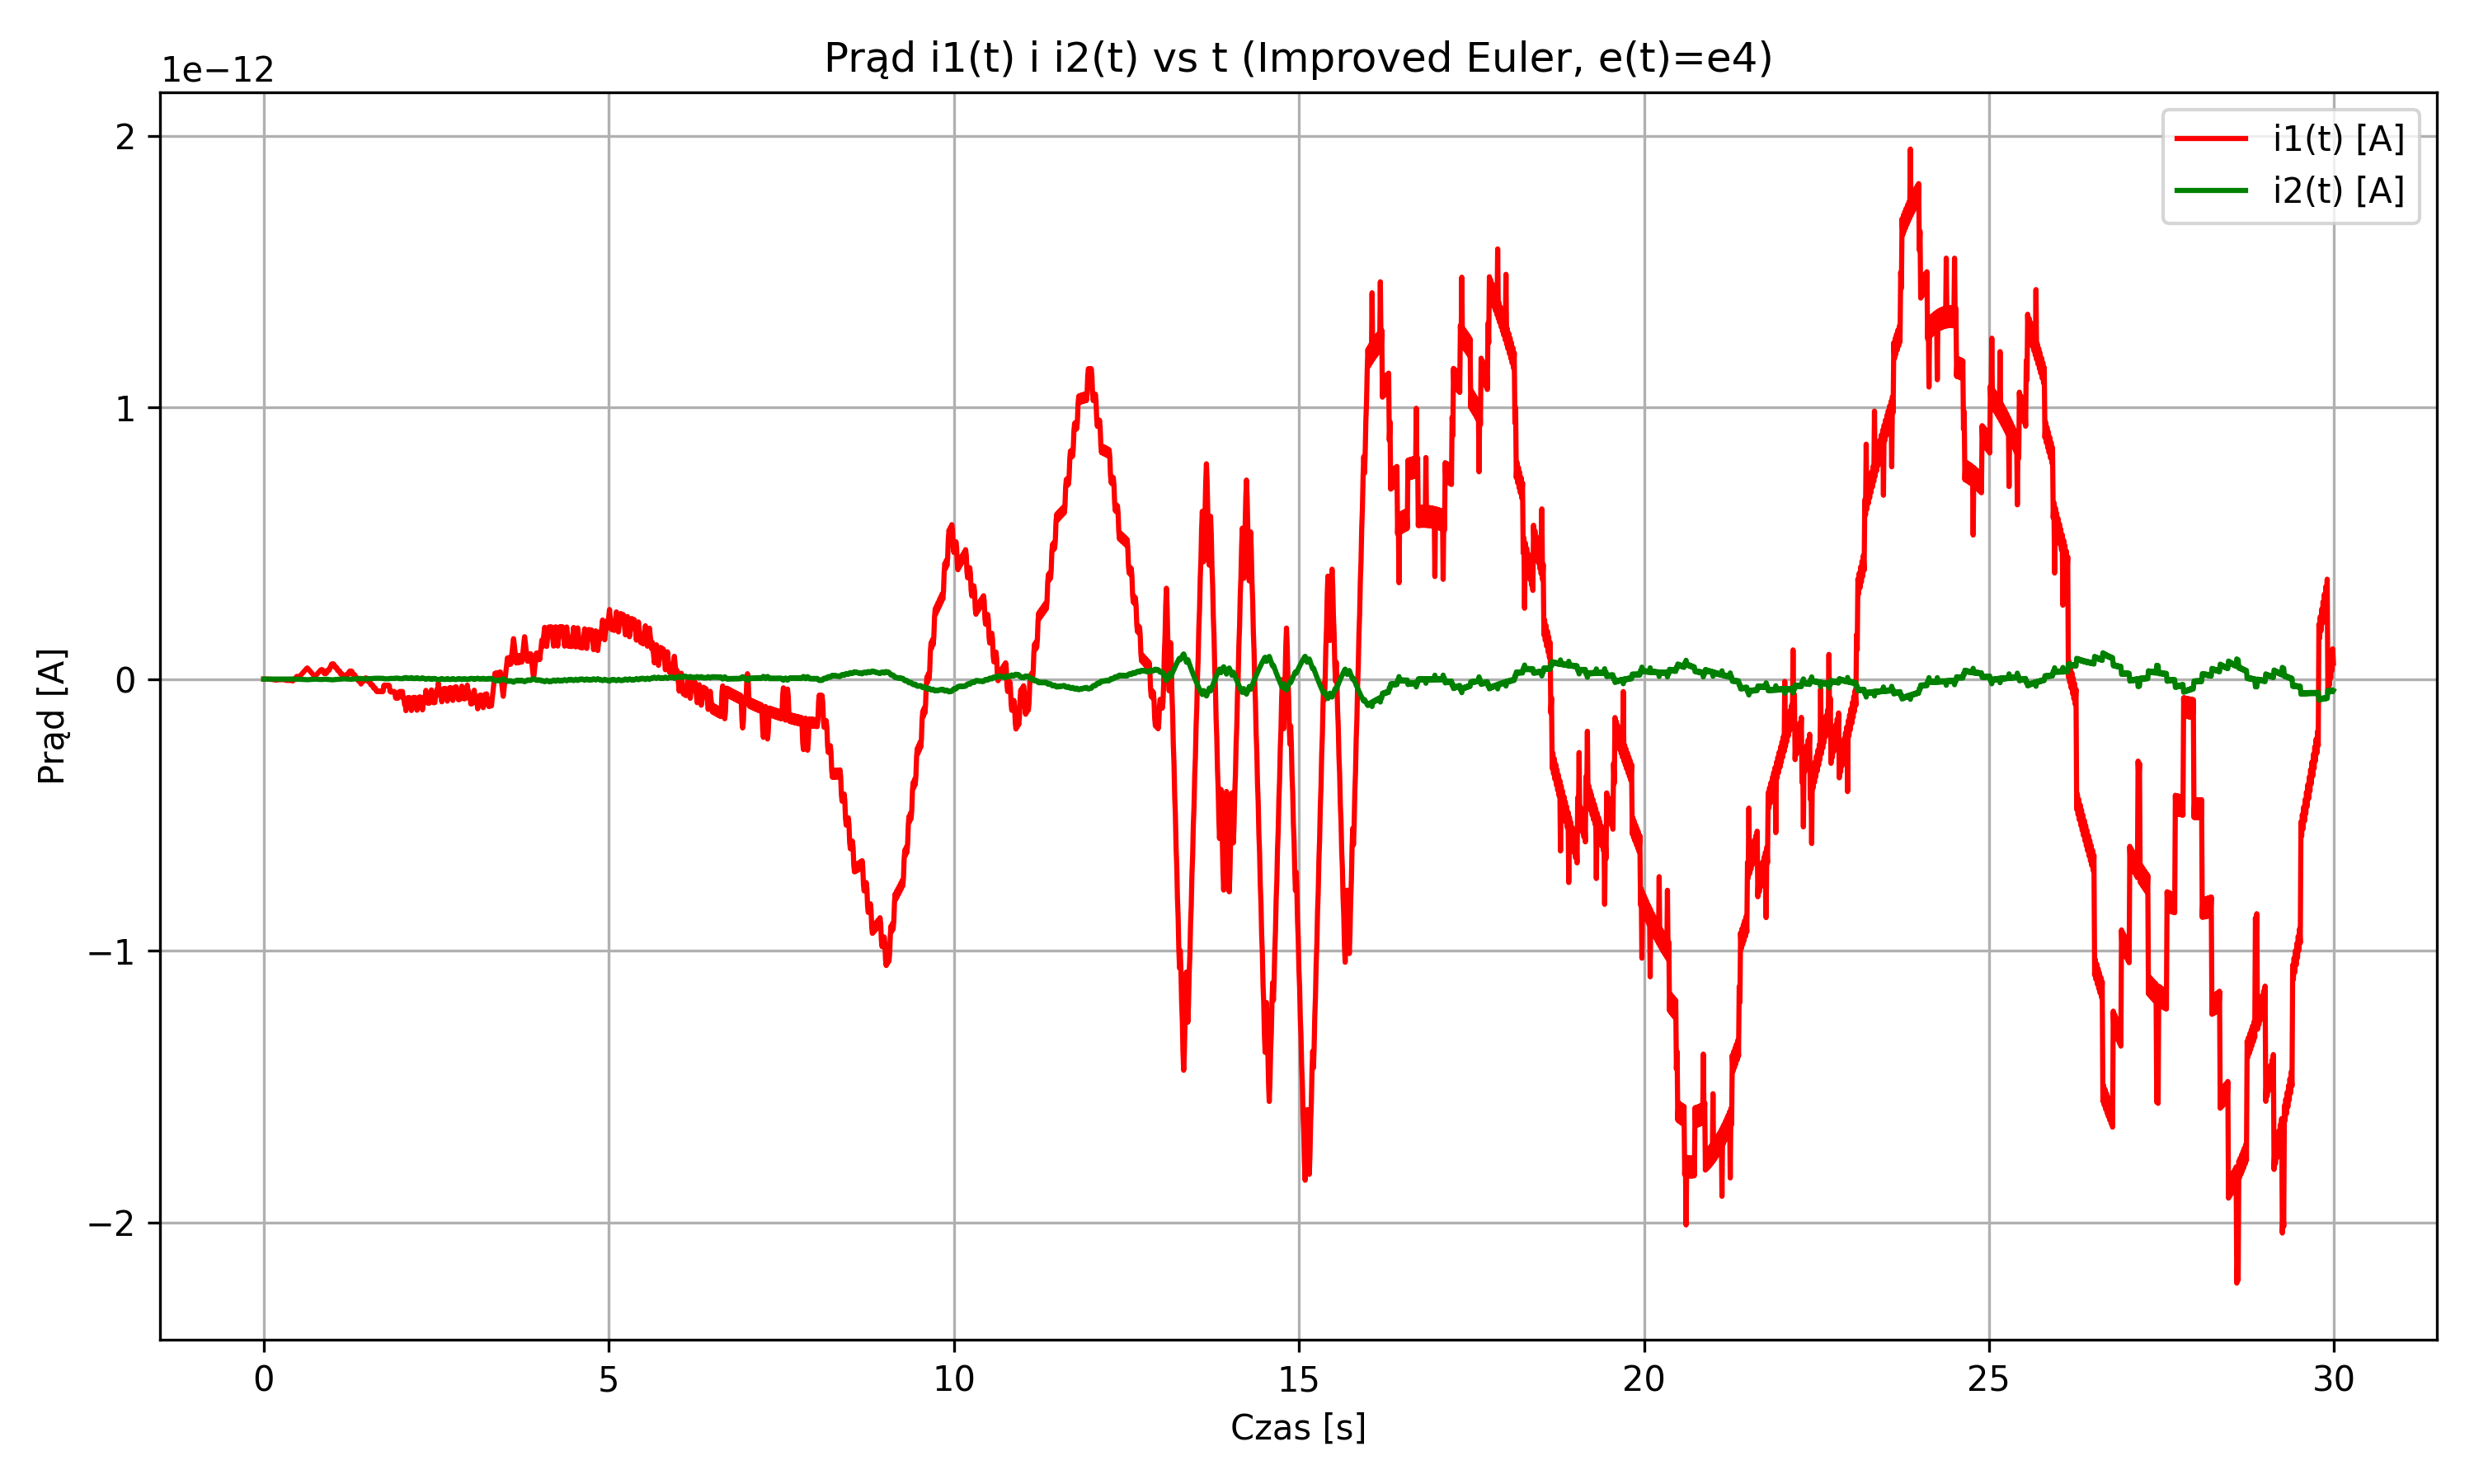 Prąd i1(t) i i2(t) vs t (Improved Euler, e(t)=e4)
1e−12
i1(t) [A]
i2(t) [A]
2
1
0
−1
−2
Prąd [A]
0 5 10 15 20 25 30
Czas [s]